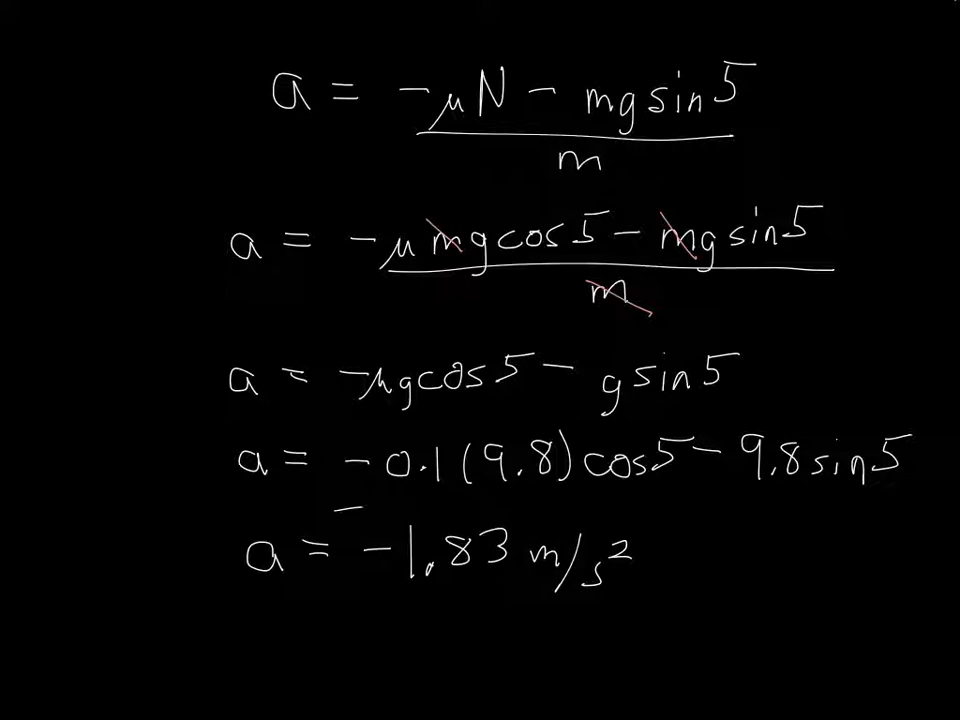 a = -μN - mg sin5
m
a = -μmg cos5 - mg sin5
m
a = -μg cos5 - g sin5
a = -0.1(9.8) cos5 - 9.8 sin5
a = -1.83 m/s²